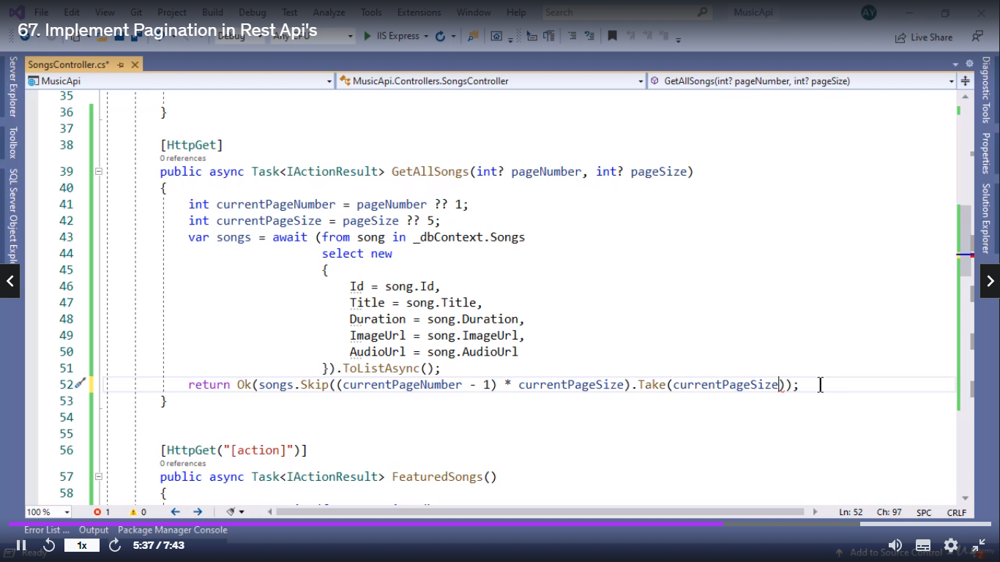 File Edit View Git Project Build Debug Test Analyze Tools Extensions Window Help Search MusicApi AY
67. Implement Pagination in Rest Api's
Debug IIS Express Live Share
SongsController.cs*
MusicApi MusicApi.Controllers.SongsController GetAllSongs(int? pageNumber, int? pageSize)
Server Explorer
Toolbox
SQL Server Object Expl
Diagnostic Tools
Properties
Solution Explorer
35
36 }
37
38 [HttpGet]
0 references
39 public async Task<IActionResult> GetAllSongs(int? pageNumber, int? pageSize)
40 {
41 int currentPageNumber = pageNumber ?? 1;
42 int currentPageSize = pageSize ?? 5;
43 var songs = await (from song in _dbContext.Songs
44 select new
45 {
46 Id = song.Id,
47 Title = song.Title,
48 Duration = song.Duration,
49 ImageUrl = song.ImageUrl,
50 AudioUrl = song.AudioUrl
51 }).ToListAsync();
52 return Ok(songs.Skip((currentPageNumber - 1) * currentPageSize).Take(currentPageSize));
53 }
54
55
56 [HttpGet("[action]")]
0 references
57 public async Task<IActionResult> FeaturedSongs()
58 {
100 % 1 0 Ln: 52 Ch: 97 SPC CRLF
Error List ... Output Package Manager Console
1x 5:37 / 7:43
Ready Add to Source Control